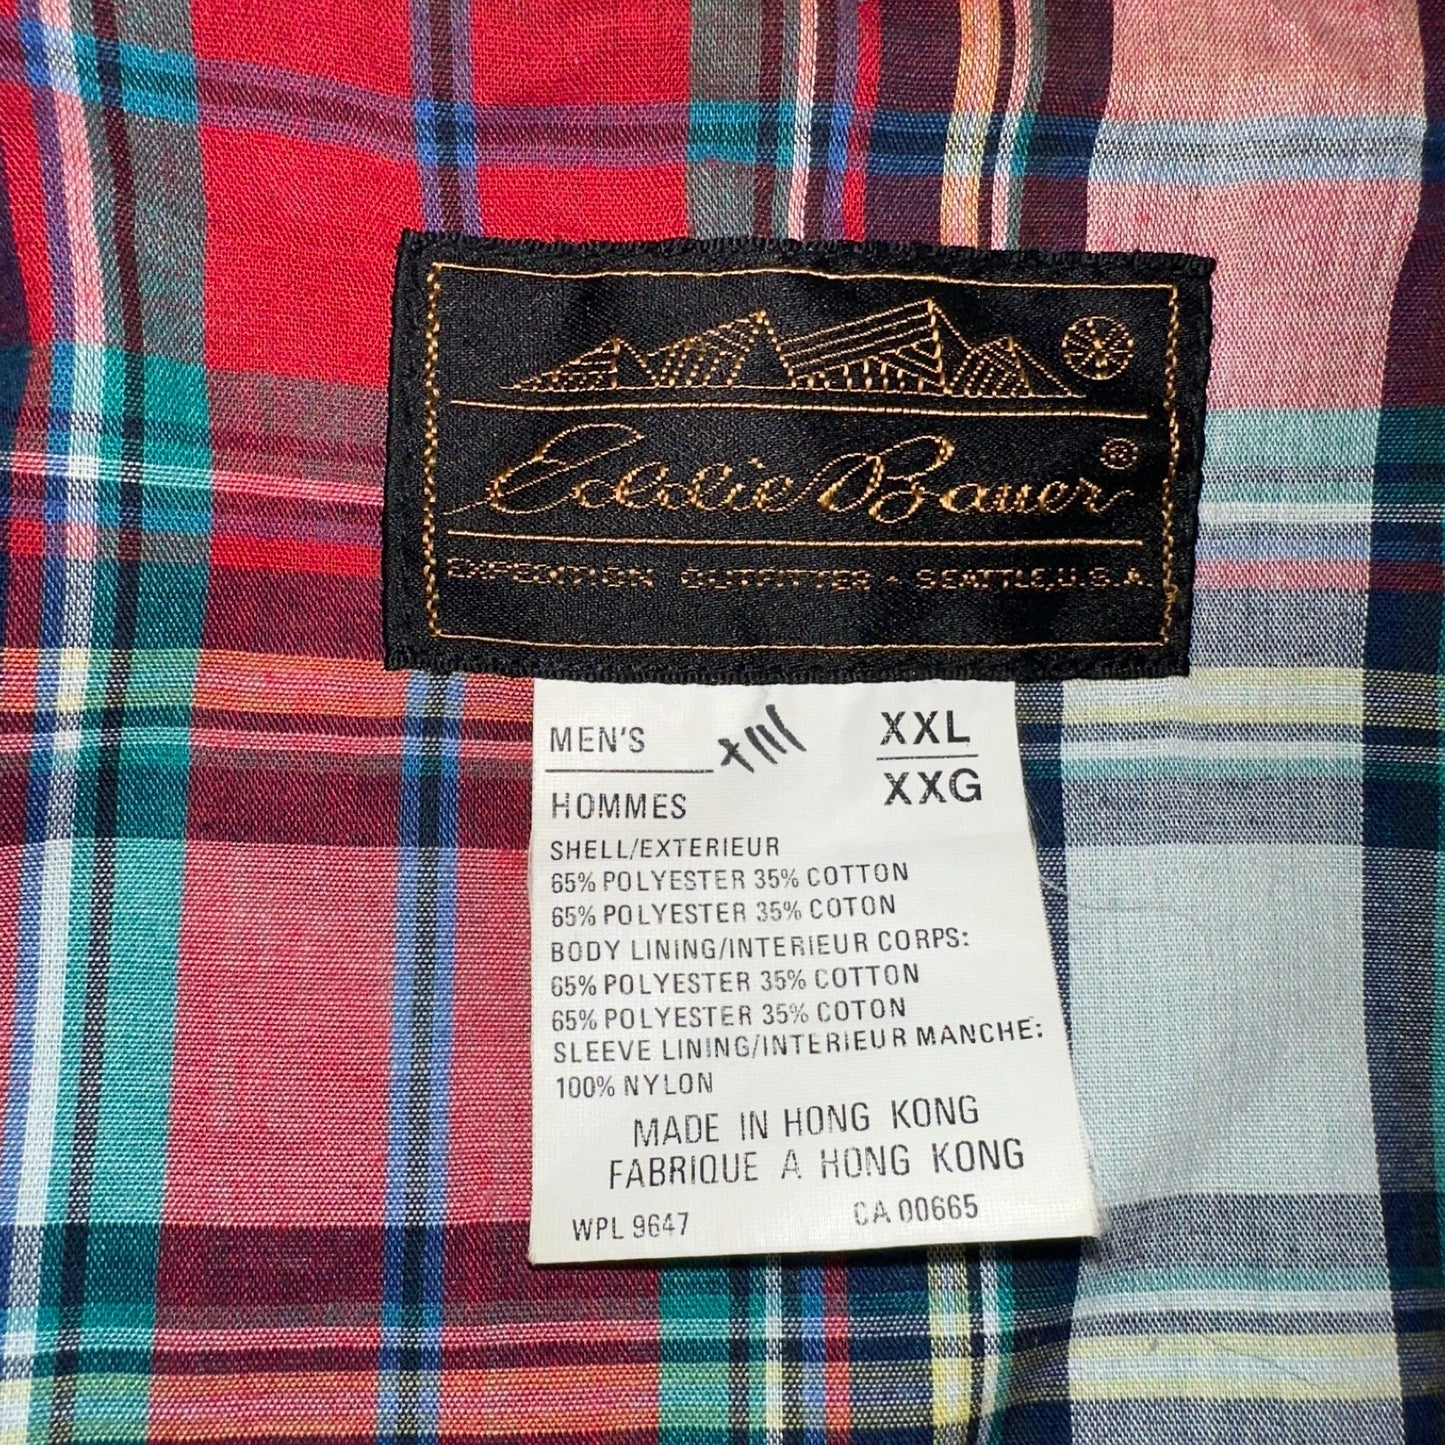 Eddie Bauer ®
EXPEDITION OUTFITTER • SEATTLE, U.S.A
MEN'S XXL
HOMMES XXG
SHELL/EXTERIEUR
65% POLYESTER 35% COTTON
65% POLYESTER 35% COTON
BODY LINING/INTERIEUR CORPS:
65% POLYESTER 35% COTTON
65% POLYESTER 35% COTON
SLEEVE LINING/INTERIEUR MANCHE:
100% NYLON
MADE IN HONG KONG
FABRIQUE A HONG KONG
WPL 9647 CA 00665